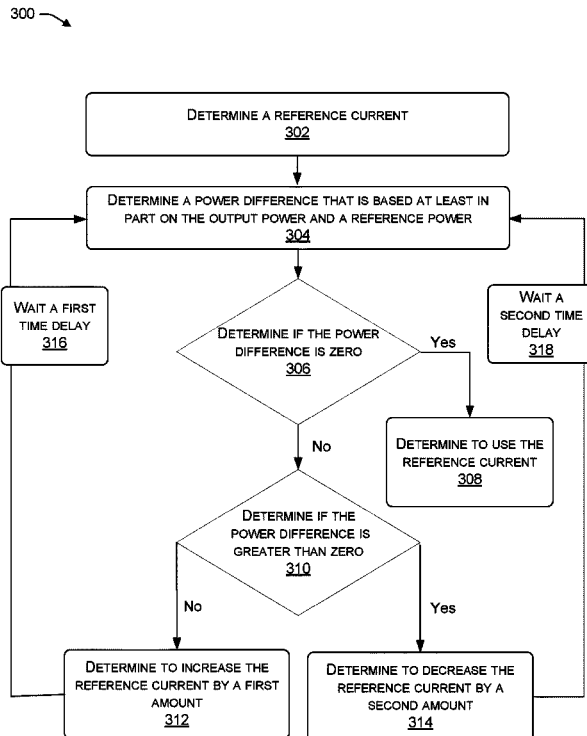 300
DETERMINE A REFERENCE CURRENT
302
DETERMINE A POWER DIFFERENCE THAT IS BASED AT LEAST IN
PART ON THE OUTPUT POWER AND A REFERENCE POWER
304
WAIT A FIRST
TIME DELAY
316
WAIT A
SECOND TIME
DELAY
318
DETERMINE IF THE POWER
DIFFERENCE IS ZERO
306
Yes
DETERMINE TO USE THE
REFERENCE CURRENT
308
No
DETERMINE IF THE
POWER DIFFERENCE IS
GREATER THAN ZERO
310
No
Yes
DETERMINE TO INCREASE THE
REFERENCE CURRENT BY A FIRST
AMOUNT
312
DETERMINE TO DECREASE THE
REFERENCE CURRENT BY A
SECOND AMOUNT
314